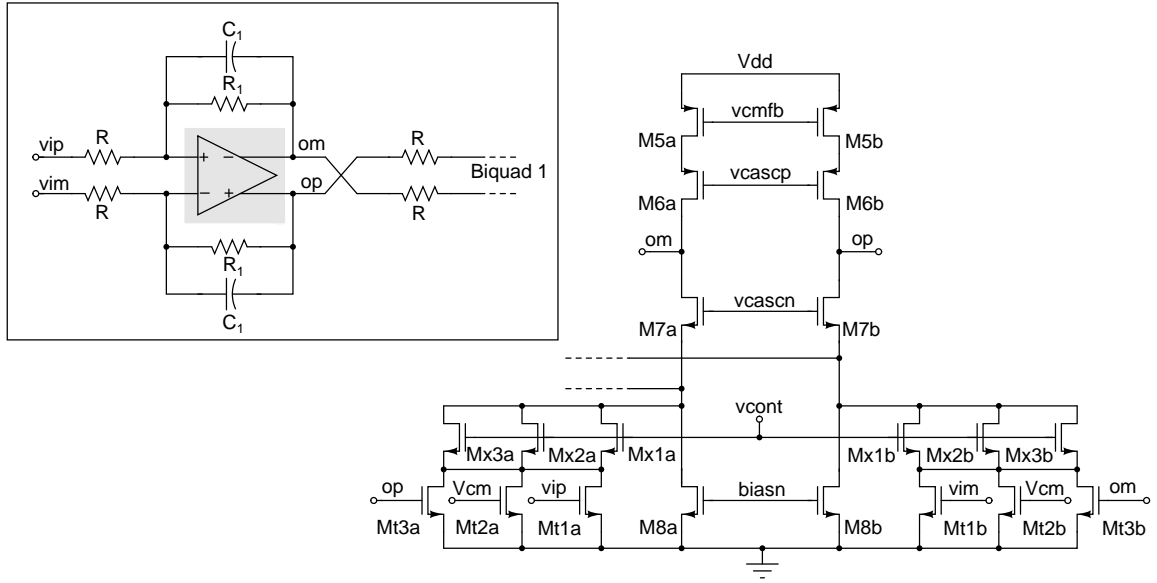 C1
R1
vip
R
+
−
om
R
vim
R
−
+
op
R
Biquad 1
R1
C1
Vdd
vcmfb
M5a
M5b
vcascp
M6a
M6b
om
op
vcascn
M7a
M7b
vcont
Mx3a
Mx2a
Mx1a
Mx1b
Mx2b
Mx3b
op
Vcm
vip
biasn
vim
Vcm
om
Mt3a
Mt2a
Mt1a
M8a
M8b
Mt1b
Mt2b
Mt3b